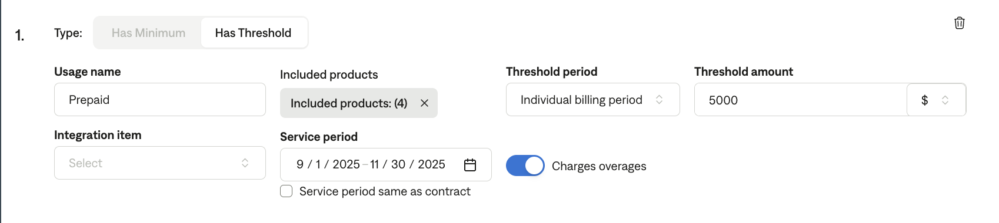 1.
Type:
Has Minimum
Has Threshold
Usage name
Included products
Threshold period
Threshold amount
Prepaid
Included products: (4)
Individual billing period
5000
$
Integration item
Service period
Select
9 / 1 / 2025 – 11 / 30 / 2025
Charges overages
Service period same as contract